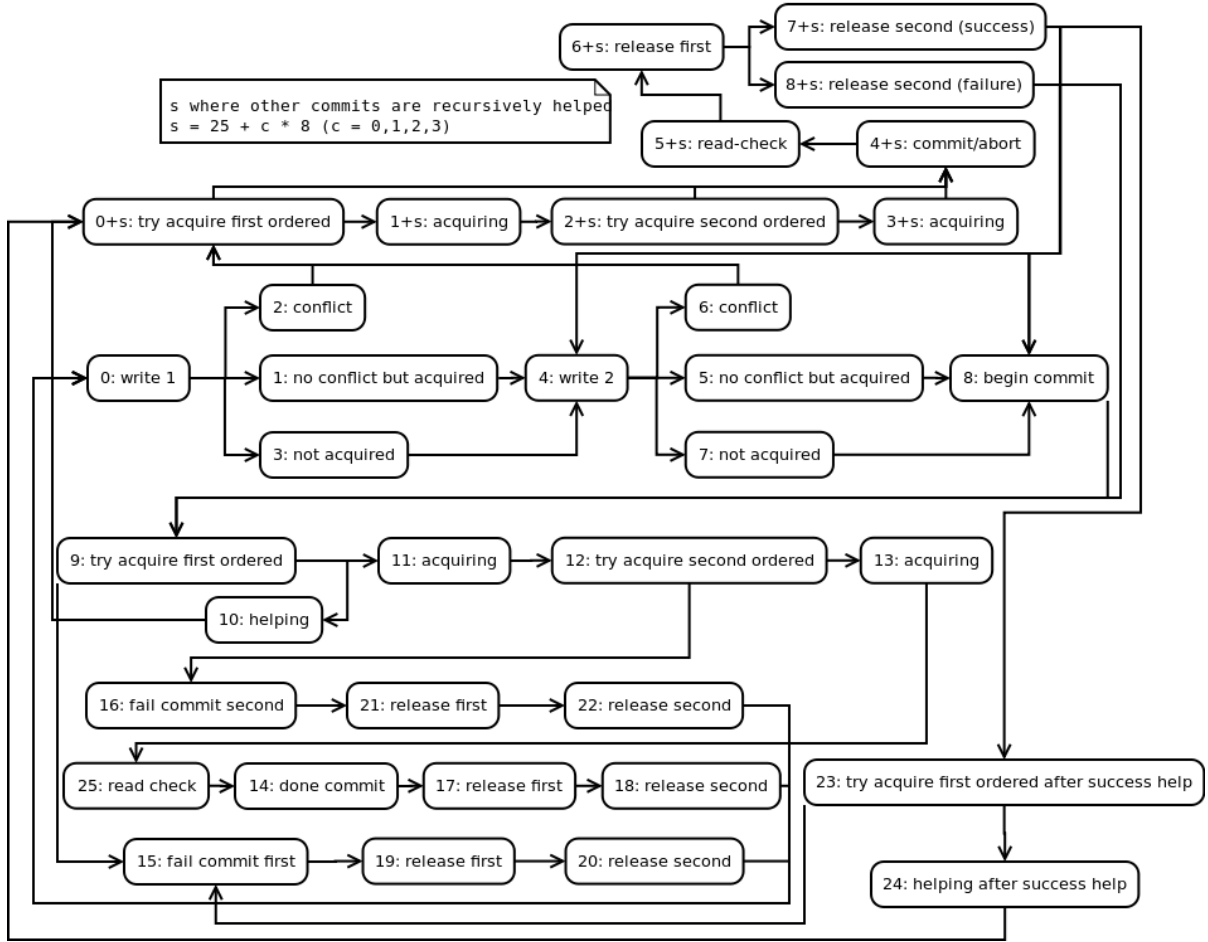 7+s: release second (success)
6+s: release first
8+s: release second (failure)
s where other commits are recursively helped
s = 25 + c * 8 (c = 0,1,2,3)
5+s: read-check
4+s: commit/abort
0+s: try acquire first ordered
1+s: acquiring
2+s: try acquire second ordered
3+s: acquiring
2: conflict
6: conflict
0: write 1
1: no conflict but acquired
4: write 2
5: no conflict but acquired
8: begin commit
3: not acquired
7: not acquired
9: try acquire first ordered
11: acquiring
12: try acquire second ordered
13: acquiring
10: helping
16: fail commit second
21: release first
22: release second
25: read check
14: done commit
17: release first
18: release second
23: try acquire first ordered after success help
15: fail commit first
19: release first
20: release second
24: helping after success help